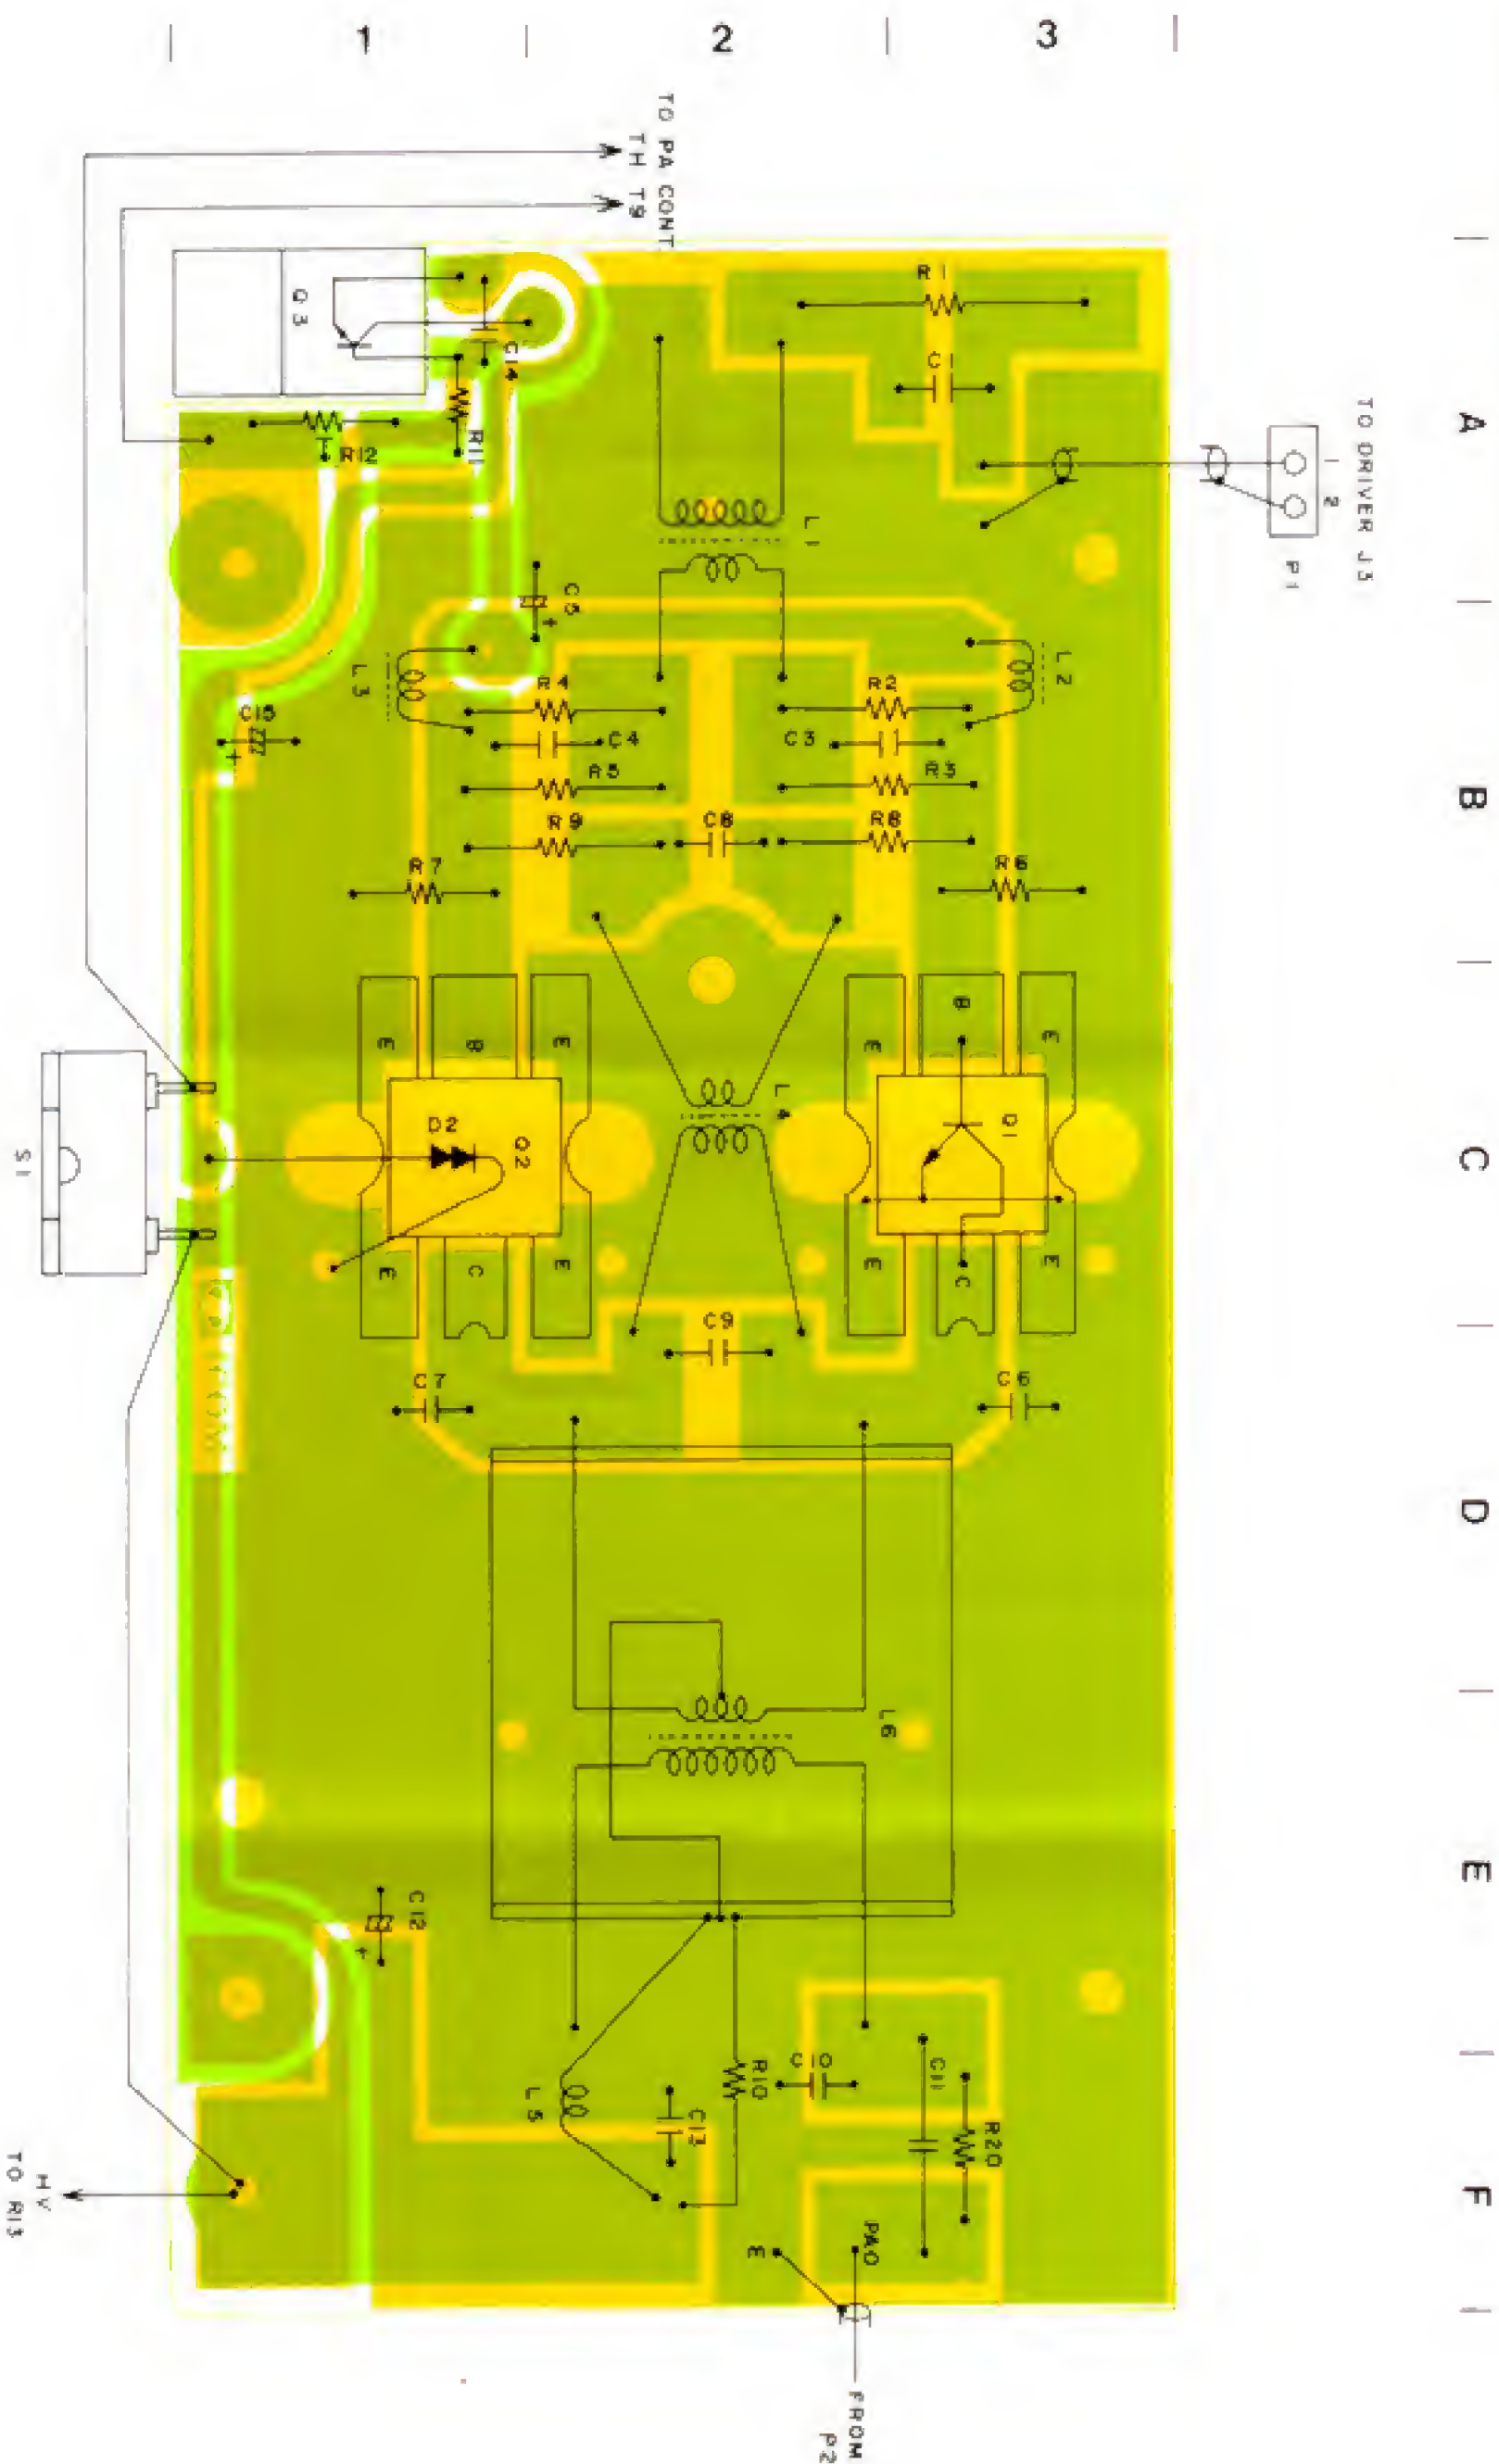 1 2 3
TO PA CONT
TH T9
A
B
C
D
E
F
TO DRIVER J3
1 2
P1
R1
C1
Q3
C14
R11
R12
L1
C5
+
L2
L3
R4
R2
C15
+
C4
C3
R5
R3
R9
C8
R8
R7
R6
E B E
E B E
L4
D2
Q2
Q1
S1
E C E
E C E
C9
C7
C6
L6
C12
+
R10
C10
C11
L5
C13
R20
PAO
E
HV
TO R13
FROM
P2